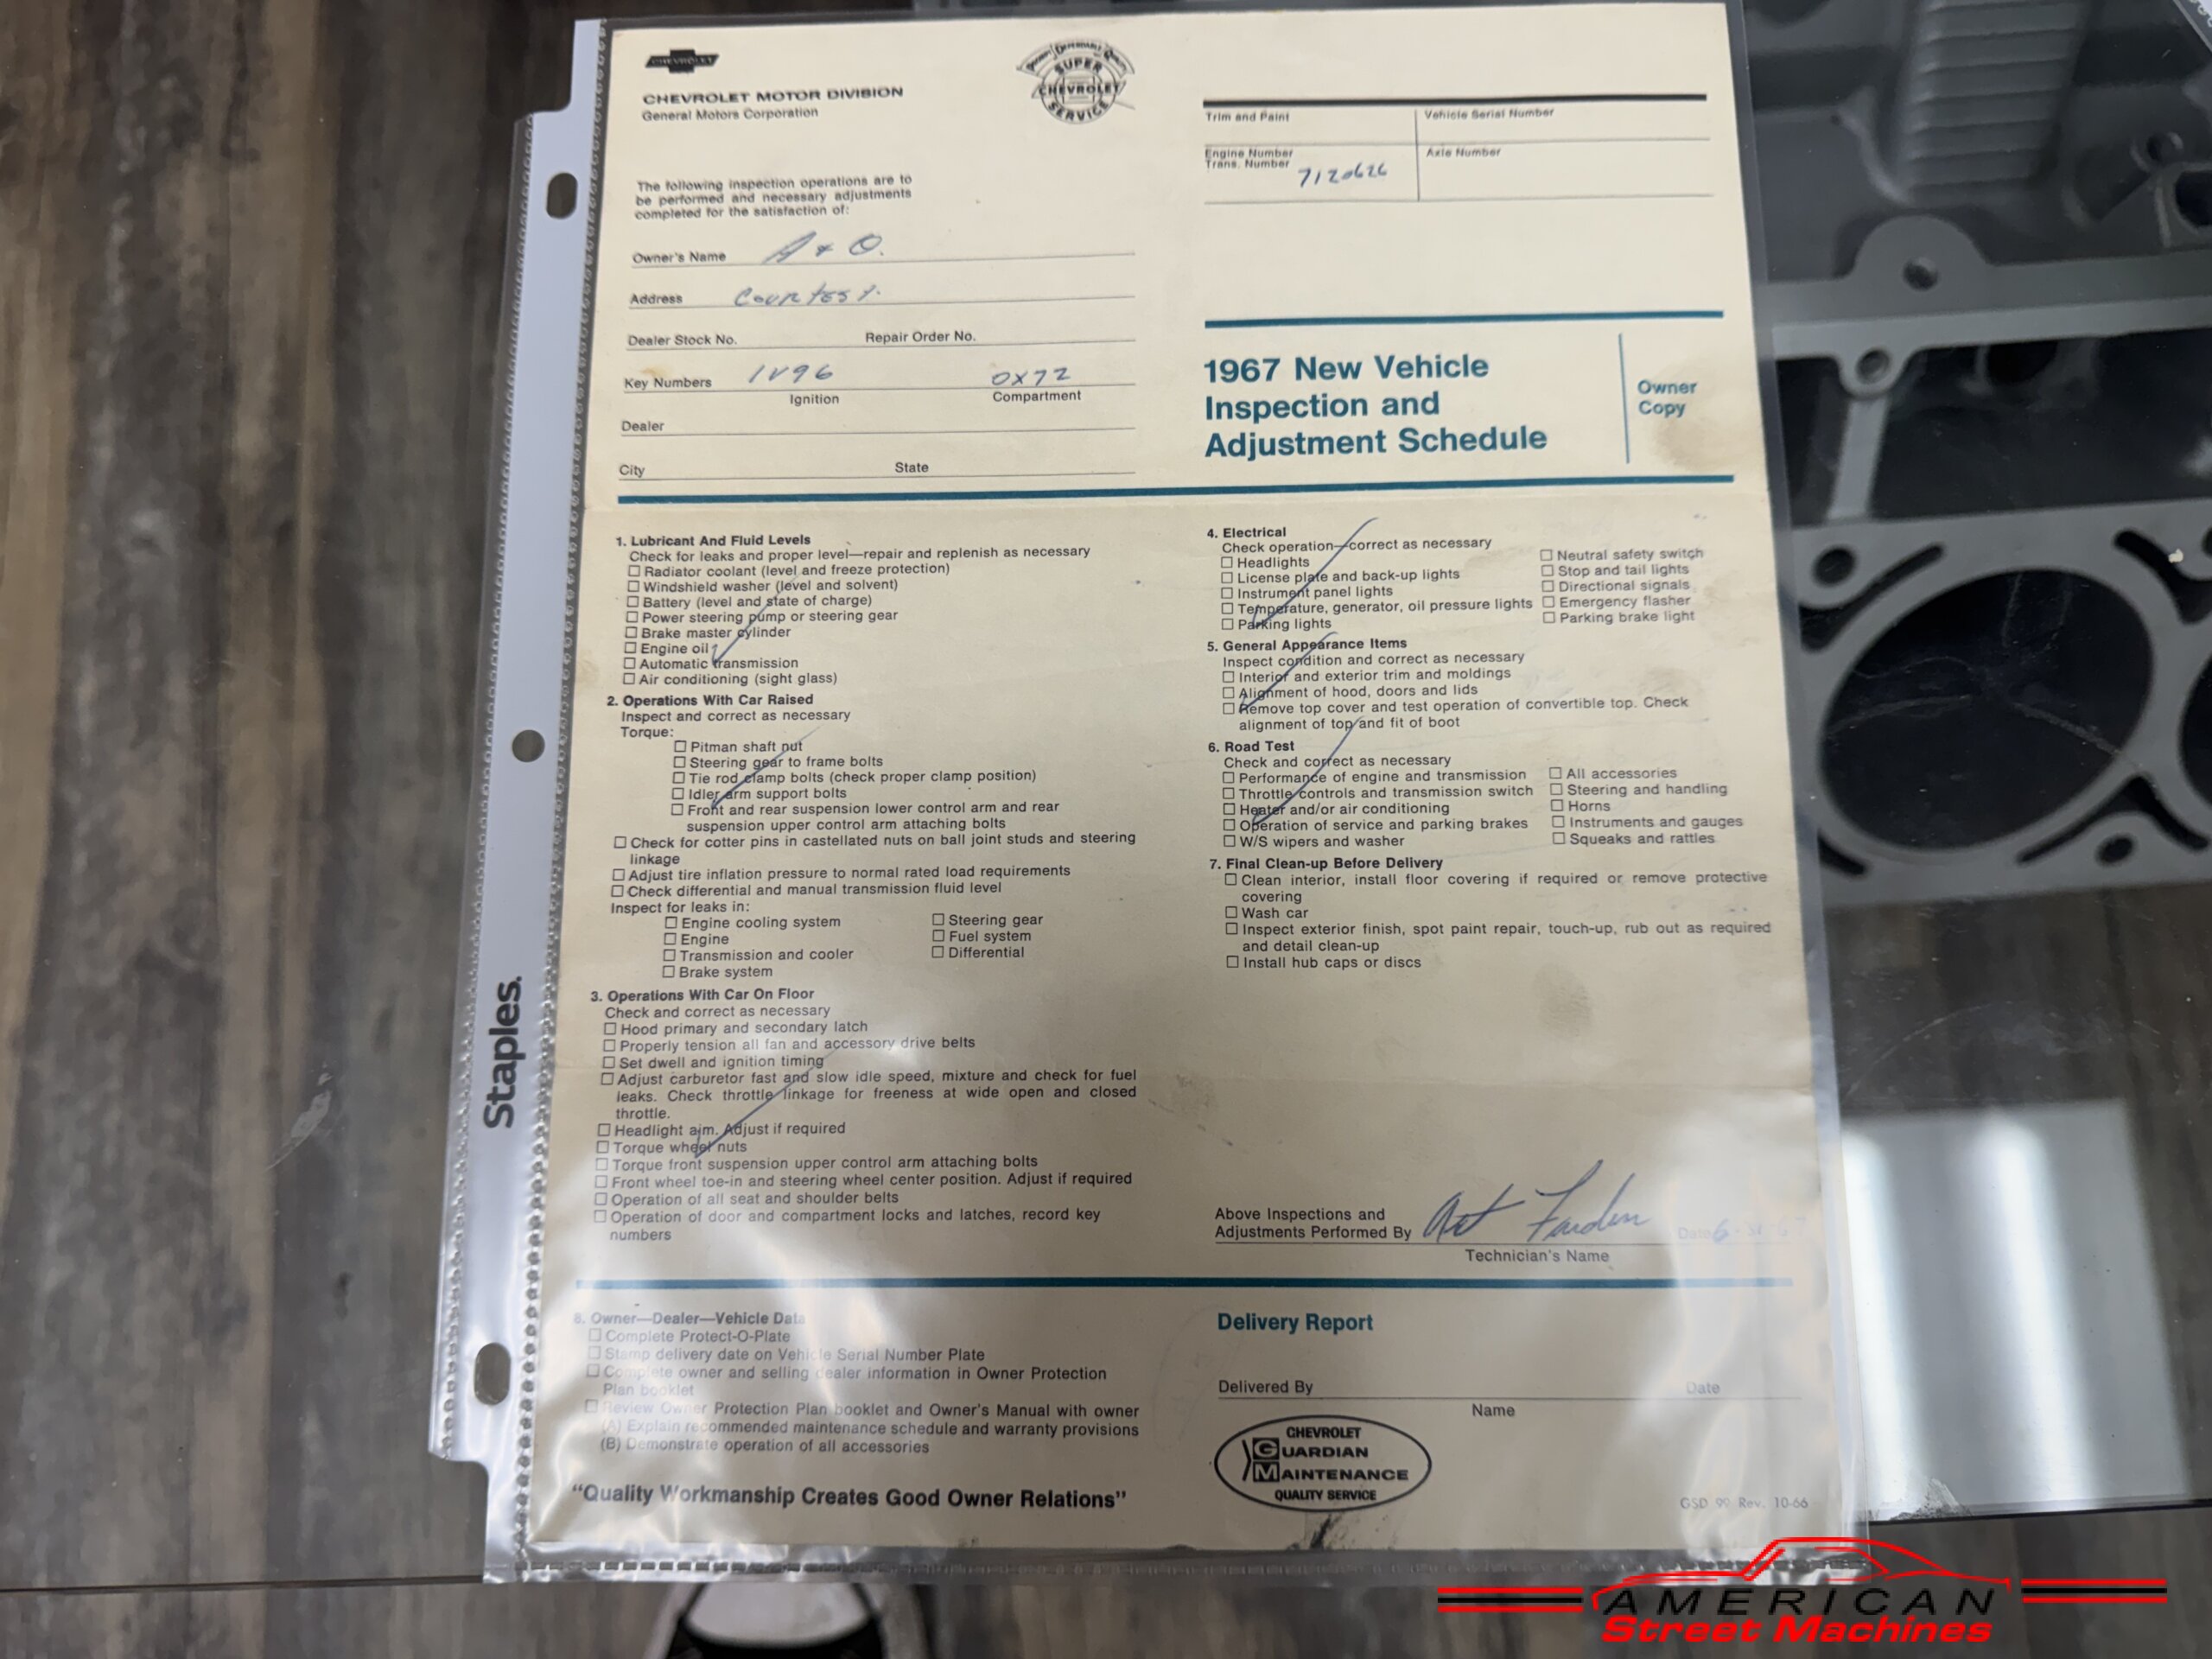 CHEVROLET
CHEVROLET MOTOR DIVISION
General Motors Corporation
SUPER
CHEVROLET
SERVICE
The following inspection operations are to
be performed and necessary adjustments
completed for the satisfaction of:
Owner's Name A + O.
Address COURTESY.
Dealer Stock No. Repair Order No.
Key Numbers 1V96 0X72
Ignition Compartment
Dealer
City State
Trim and Paint Vehicle Serial Number
Engine Number Axle Number
Trans. Number 7120626
1967 New Vehicle
Inspection and
Adjustment Schedule
Owner
Copy
1. Lubricant And Fluid Levels
Check for leaks and proper level—repair and replenish as necessary
Radiator coolant (level and freeze protection)
Windshield washer (level and solvent)
Battery (level and state of charge)
Power steering pump or steering gear
Brake master cylinder
Engine oil
Automatic transmission
Air conditioning (sight glass)
2. Operations With Car Raised
Inspect and correct as necessary
Torque:
Pitman shaft nut
Steering gear to frame bolts
Tie rod clamp bolts (check proper clamp position)
Idler arm support bolts
Front and rear suspension lower control arm and rear
suspension upper control arm attaching bolts
Check for cotter pins in castellated nuts on ball joint studs and steering
linkage
Adjust tire inflation pressure to normal rated load requirements
Check differential and manual transmission fluid level
Inspect for leaks in:
Engine cooling system Steering gear
Engine Fuel system
Transmission and cooler Differential
Brake system
3. Operations With Car On Floor
Check and correct as necessary
Hood primary and secondary latch
Properly tension all fan and accessory drive belts
Set dwell and ignition timing
Adjust carburetor fast and slow idle speed, mixture and check for fuel
leaks. Check throttle linkage for freeness at wide open and closed
throttle.
Headlight aim. Adjust if required
Torque wheel nuts
Torque front suspension upper control arm attaching bolts
Front wheel toe-in and steering wheel center position. Adjust if required
Operation of all seat and shoulder belts
Operation of door and compartment locks and latches, record key
numbers
4. Electrical
Check operation—correct as necessary
Headlights Neutral safety switch
License plate and back-up lights Stop and tail lights
Instrument panel lights Directional signals
Temperature, generator, oil pressure lights Emergency flasher
Parking lights Parking brake light
5. General Appearance Items
Inspect condition and correct as necessary
Interior and exterior trim and moldings
Alignment of hood, doors and lids
Remove top cover and test operation of convertible top. Check
alignment of top and fit of boot
6. Road Test
Check and correct as necessary
Performance of engine and transmission All accessories
Throttle controls and transmission switch Steering and handling
Heater and/or air conditioning Horns
Operation of service and parking brakes Instruments and gauges
W/S wipers and washer Squeaks and rattles
7. Final Clean-up Before Delivery
Clean interior, install floor covering if required or remove protective
covering
Wash car
Inspect exterior finish, spot paint repair, touch-up, rub out as required
and detail clean-up
Install hub caps or discs
Above Inspections and
Adjustments Performed By Art Date
Technician's Name
8. Owner—Dealer—Vehicle Data
Complete Protect-O-Plate
Stamp delivery date on Vehicle Serial Number Plate
Complete owner and selling dealer information in Owner Protection
Plan booklet
Review Owner Protection Plan booklet and Owner's Manual with owner
(A) Explain recommended maintenance schedule and warranty provisions
(B) Demonstrate operation of all accessories
"Quality Workmanship Creates Good Owner Relations"
Delivery Report
Delivered By Date
Name
CHEVROLET
GUARDIAN
MAINTENANCE
QUALITY SERVICE
GSD 99 Rev. 10-66
Staples.
AMERICAN
Street Machines